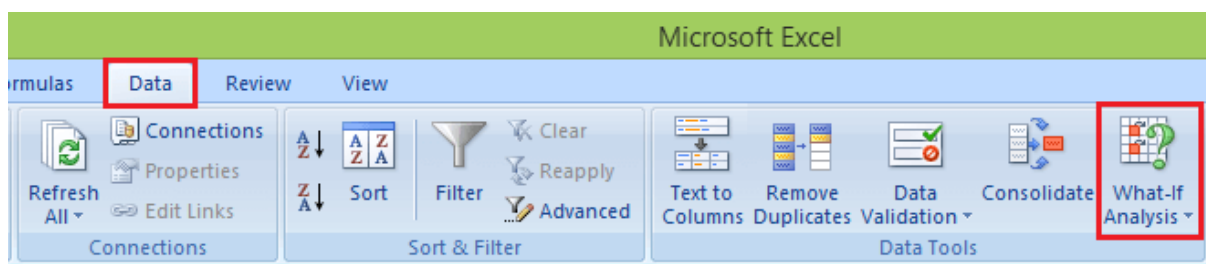 Microsoft Excel
ormulas Data Review View
Connections
Properties
Edit Links
Refresh
All
Connections
A
Z
Z
A
A Z
Z A
Sort
Filter
Clear
Reapply
Advanced
Sort & Filter
Text to
Columns
Remove
Duplicates
Data
Validation
Consolidate
What-If
Analysis
Data Tools